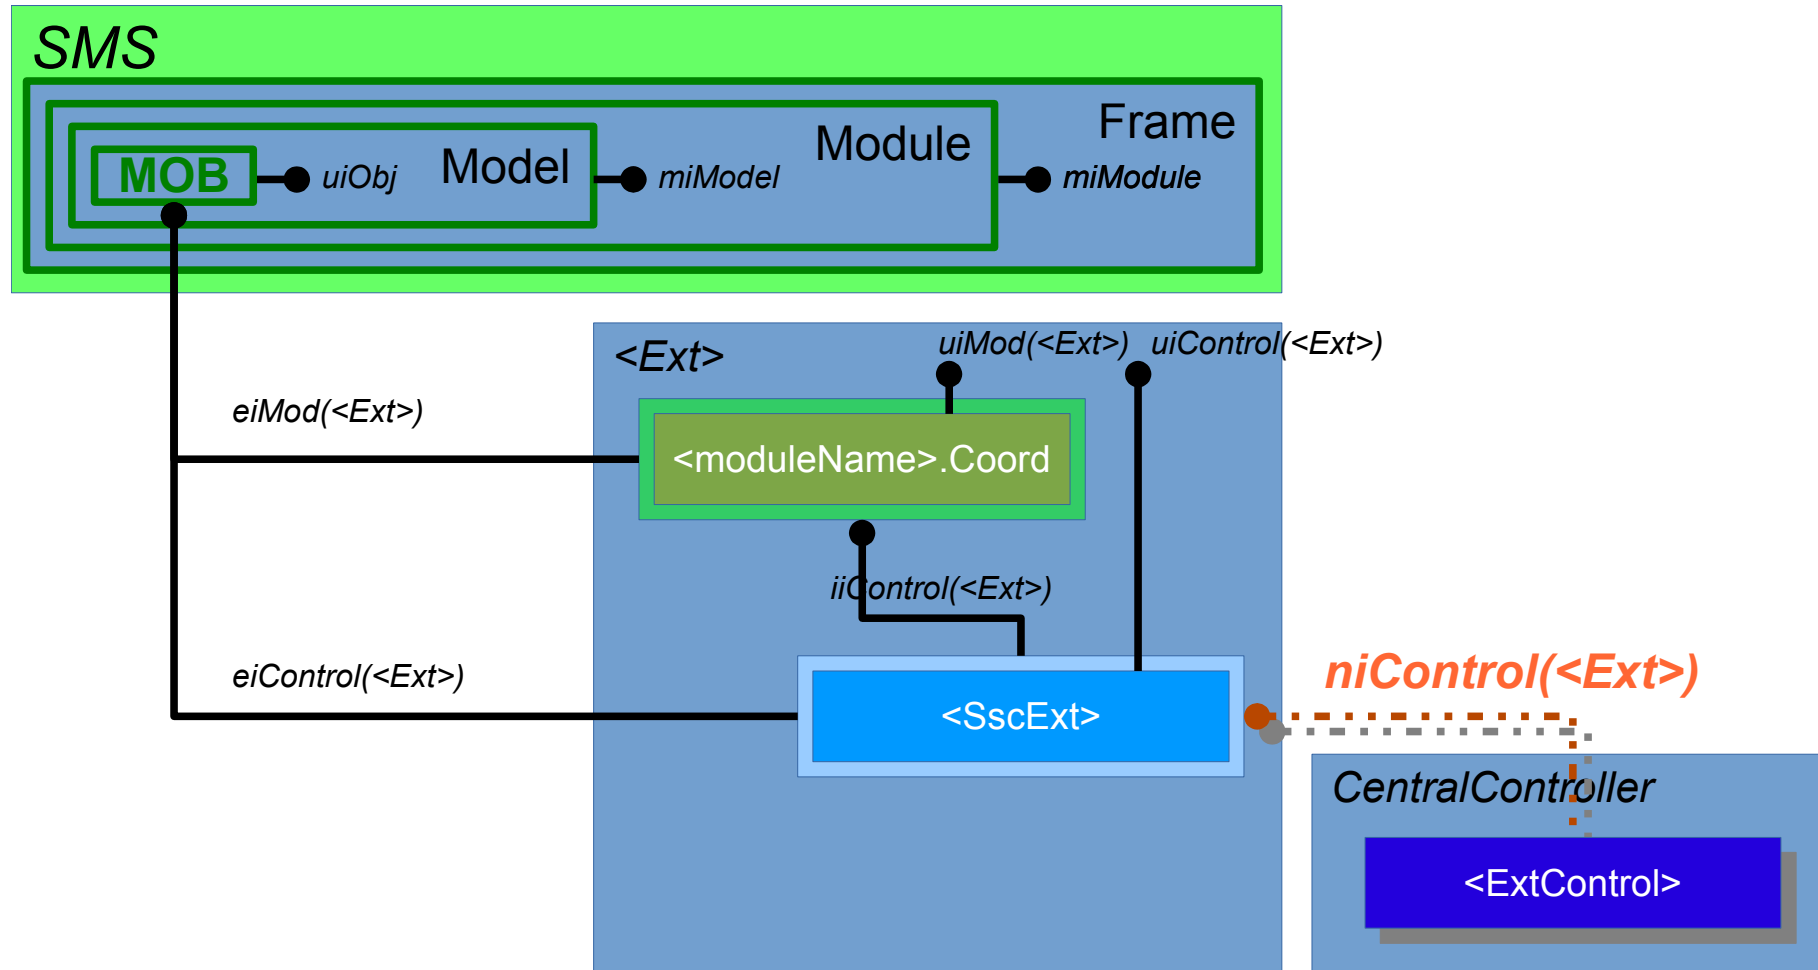 SMS
Frame
Module
Model
MOB
uiObj
miModel
miModule
<Ext>
uiMod(<Ext>)
uiControl(<Ext>)
eiMod(<Ext>)
<moduleName>.Coord
iiControl(<Ext>)
eiControl(<Ext>)
<SscExt>
niControl(<Ext>)
CentralController
<ExtControl>